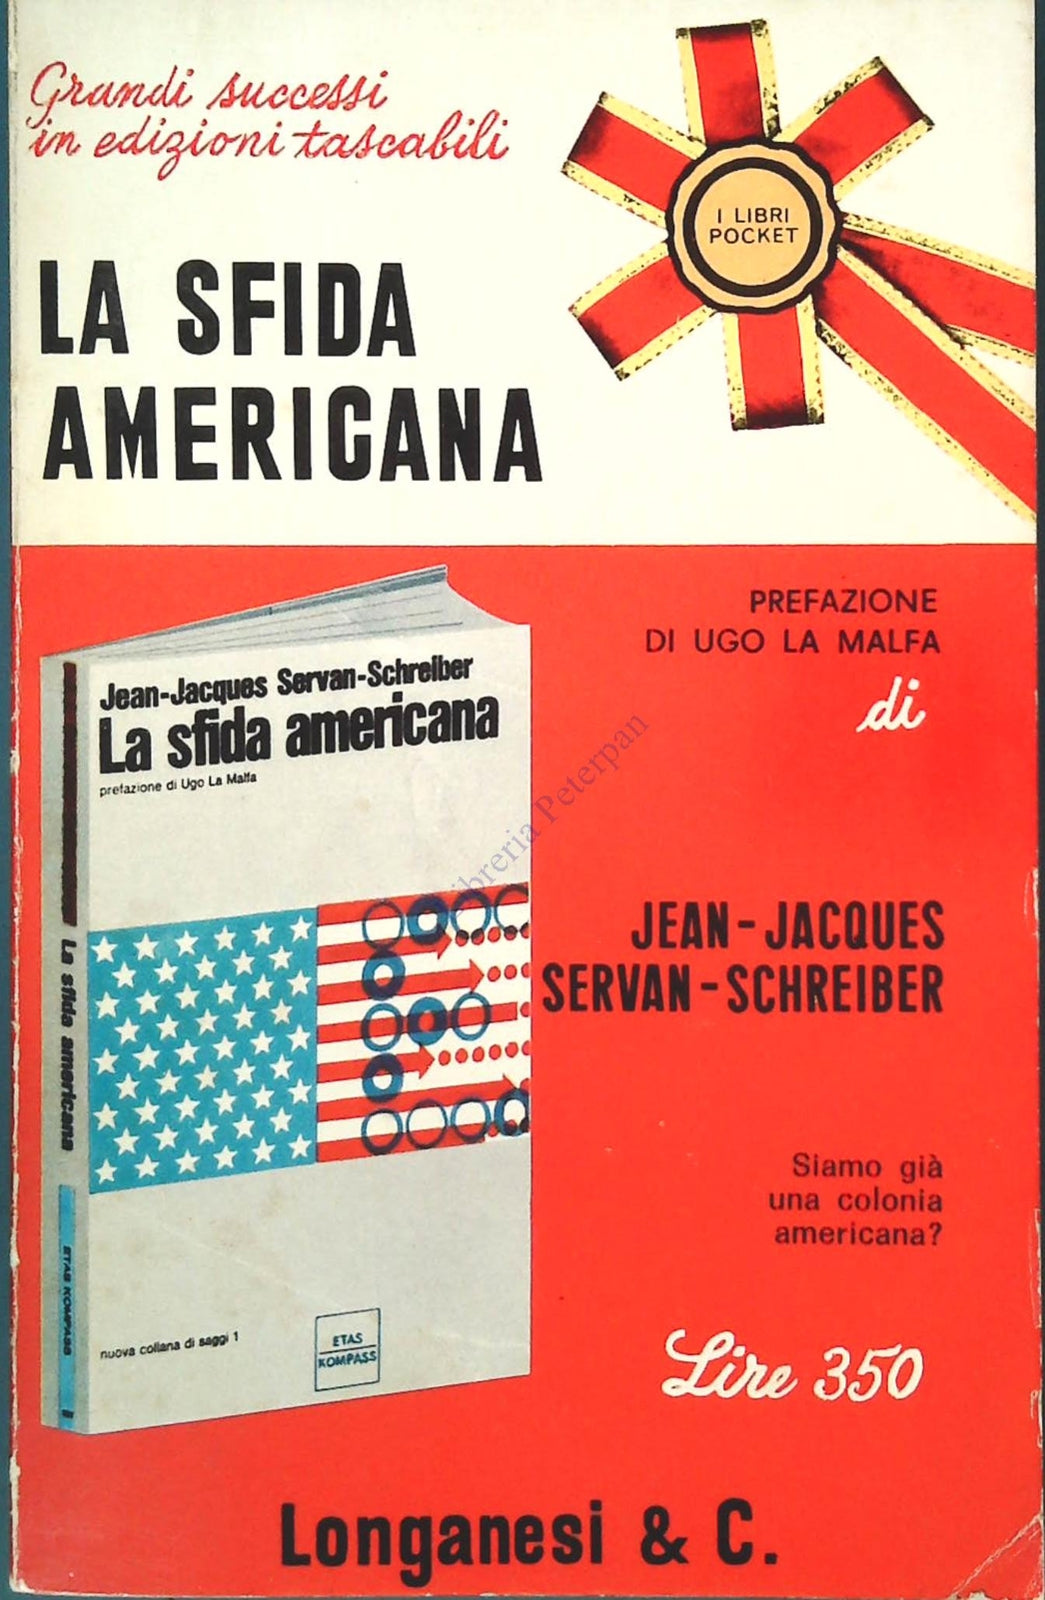 Grandi successi
in edizioni tascabili
I LIBRI
POCKET
LA SFIDA
AMERICANA
PREFAZIONE
DI UGO LA MALFA
di
Jean-Jacques Servan-Schreiber
La sfida americana
prefazione di Ugo La Malfa
La sfida americana
ETAS KOMPASS
nuova collana di saggi 1
ETAS
KOMPASS
JEAN-JACQUES
SERVAN-SCHREIBER
Siamo già
una colonia
americana?
Lire 350
Longanesi & C.
Libreria Peterpan